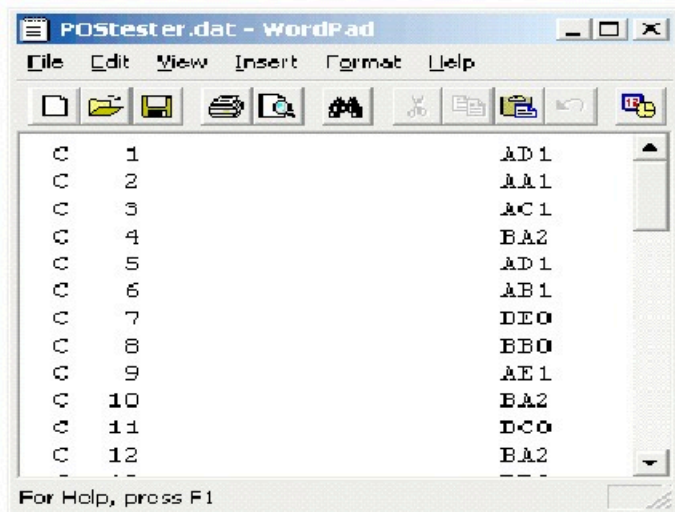 POStester.dat - WordPad
File Edit View Insert Format Help
C 1 AD1
C 2 AA1
C 3 AC1
C 4 BA2
C 5 AD1
C 6 AB1
C 7 DE0
C 8 BB0
C 9 AE1
C 10 BA2
C 11 DC0
C 12 BA2
For Help, press F1